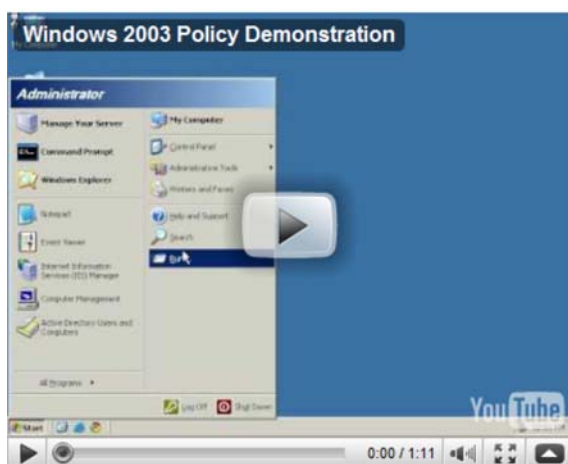 Windows 2003 Policy Demonstration
My Computer
Administrator
Manage Your Server
Command Prompt
Windows Explorer
Notepad
Event Viewer
Internet Information
Services (IIS) Manager
Computer Management
Active Directory Users and
Computers
All Programs
My Computer
Control Panel
Administrative Tools
Printers and Faxes
Help and Support
Search
Run
Log Off
Shut Down
Start
YouTube
0:00 / 1:11